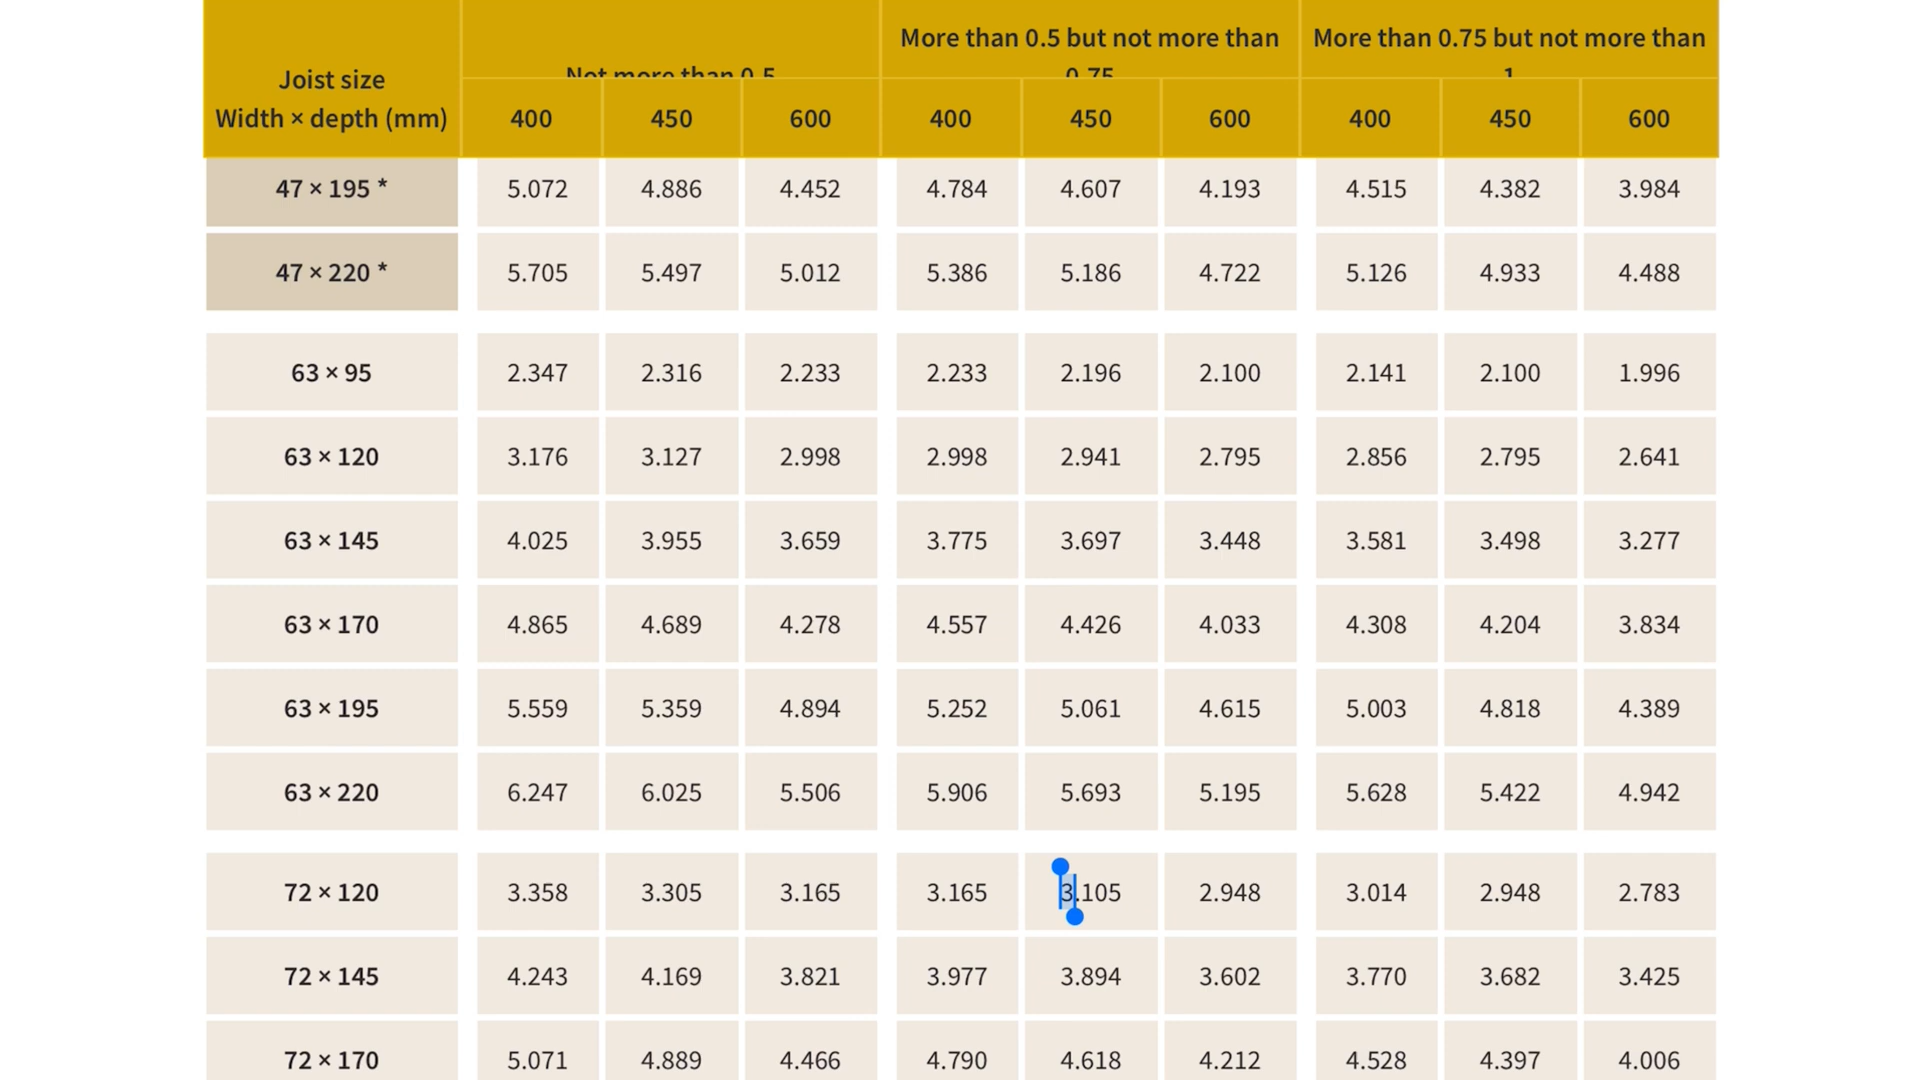 More than 0.5 but not more than More than 0.75 but not more than
Joist size Not more than 0.5 0.75 1
Width × depth (mm) 400 450 600 400 450 600 400 450 600
47 × 195 * 5.072 4.886 4.452 4.784 4.607 4.193 4.515 4.382 3.984
47 × 220 * 5.705 5.497 5.012 5.386 5.186 4.722 5.126 4.933 4.488
63 × 95 2.347 2.316 2.233 2.233 2.196 2.100 2.141 2.100 1.996
63 × 120 3.176 3.127 2.998 2.998 2.941 2.795 2.856 2.795 2.641
63 × 145 4.025 3.955 3.659 3.775 3.697 3.448 3.581 3.498 3.277
63 × 170 4.865 4.689 4.278 4.557 4.426 4.033 4.308 4.204 3.834
63 × 195 5.559 5.359 4.894 5.252 5.061 4.615 5.003 4.818 4.389
63 × 220 6.247 6.025 5.506 5.906 5.693 5.195 5.628 5.422 4.942
72 × 120 3.358 3.305 3.165 3.165 3.105 2.948 3.014 2.948 2.783
72 × 145 4.243 4.169 3.821 3.977 3.894 3.602 3.770 3.682 3.425
72 × 170 5.071 4.889 4.466 4.790 4.618 4.212 4.528 4.397 4.006